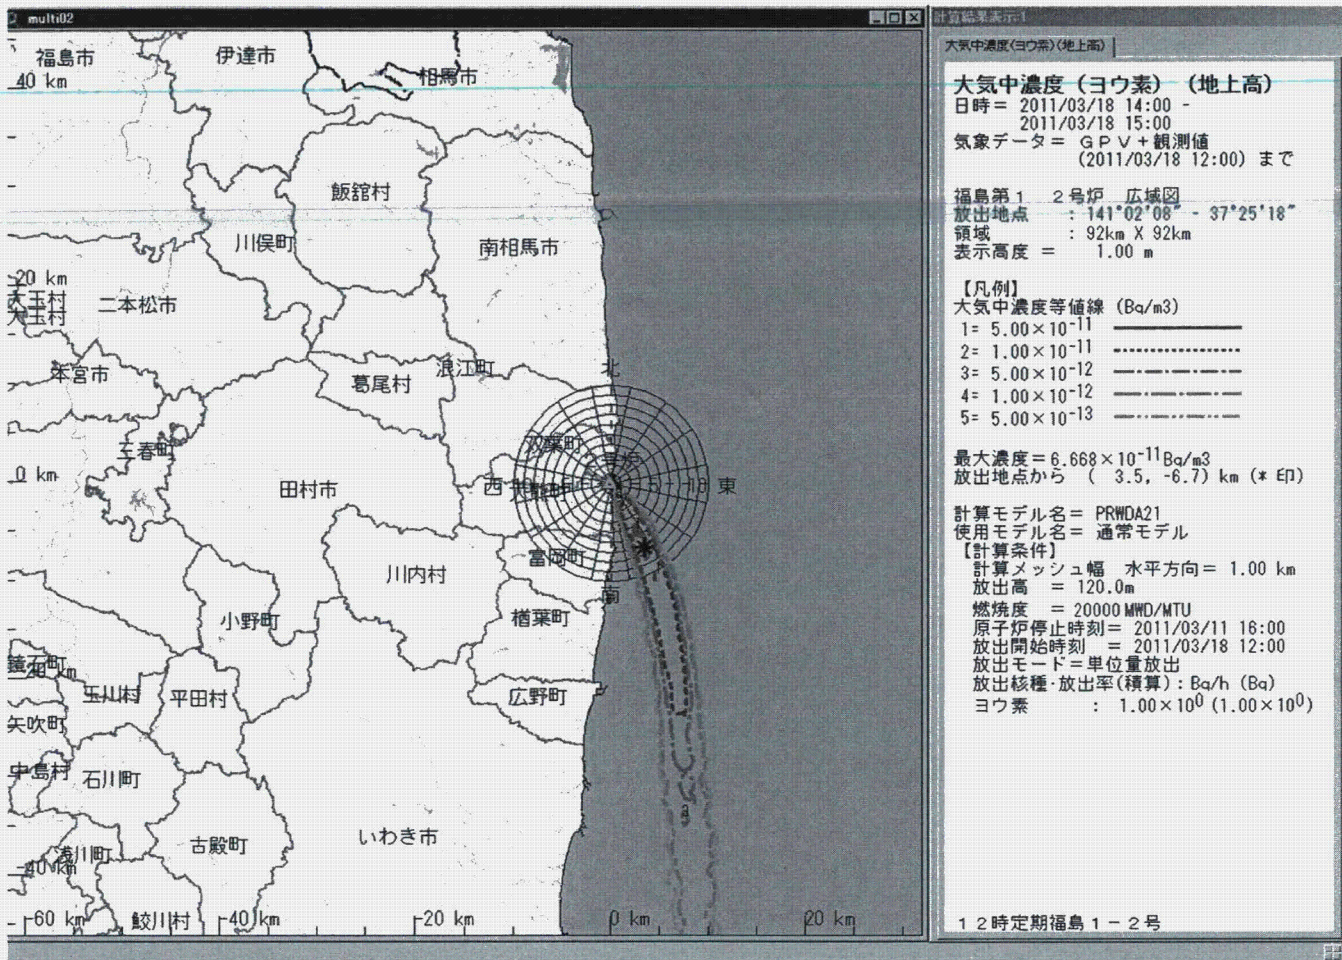 multi02
福島市
伊達市
相馬市
40 km
飯舘村
川俣町
南相馬市
20 km
大玉村
大玉村
二本松市
本宮市
葛尾村
浪江町
北
三春町
双葉町
0 km
田村市
西
東
富岡町
川内村
南
小野町
楢葉町
鏡石町
玉川村
平田村
広野町
矢吹町
中島村
石川町
浅川町
古殿町
いわき市
-40 km
-60 km
鮫川村
-40 km
-20 km
0 km
20 km
計算結果表示:1
大気中濃度(ヨウ素)(地上高)
大気中濃度(ヨウ素) (地上高)
日時= 2011/03/18 14:00 -
2011/03/18 15:00
気象データ= GPV+観測値
(2011/03/18 12:00) まで
福島第1 2号炉 広域図
放出地点 : 141°02'08" - 37°25'18"
領域 : 92km X 92km
表示高度 = 1.00 m
【凡例】
大気中濃度等値線 (Bq/m3)
1= 5.00×10-11
2= 1.00×10-11
3= 5.00×10-12
4= 1.00×10-12
5= 5.00×10-13
最大濃度=6.668×10-11Bq/m3
放出地点から ( 3.5, -6.7) km (* 印)
計算モデル名= PRWDA21
使用モデル名= 通常モデル
【計算条件】
計算メッシュ幅 水平方向= 1.00 km
放出高 = 120.0m
燃焼度 = 20000MWD/MTU
原子炉停止時刻= 2011/03/11 16:00
放出開始時刻 = 2011/03/18 12:00
放出モード=単位量放出
放出核種・放出率(積算):Bq/h (Bq)
ヨウ素 : 1.00×100 (1.00×100)
12時定期福島1-2号